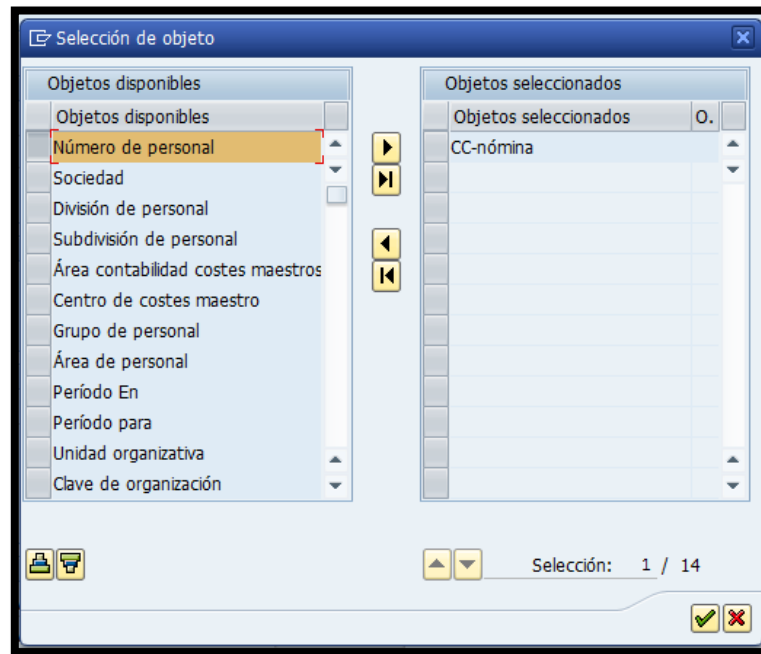 Selección de objeto
Objetos disponibles
Objetos disponibles
Número de personal
Sociedad
División de personal
Subdivisión de personal
Área contabilidad costes maestros
Centro de costes maestro
Grupo de personal
Área de personal
Período En
Período para
Unidad organizativa
Clave de organización
Objetos seleccionados
Objetos seleccionados O.
CC-nómina
Selección: 1 / 14